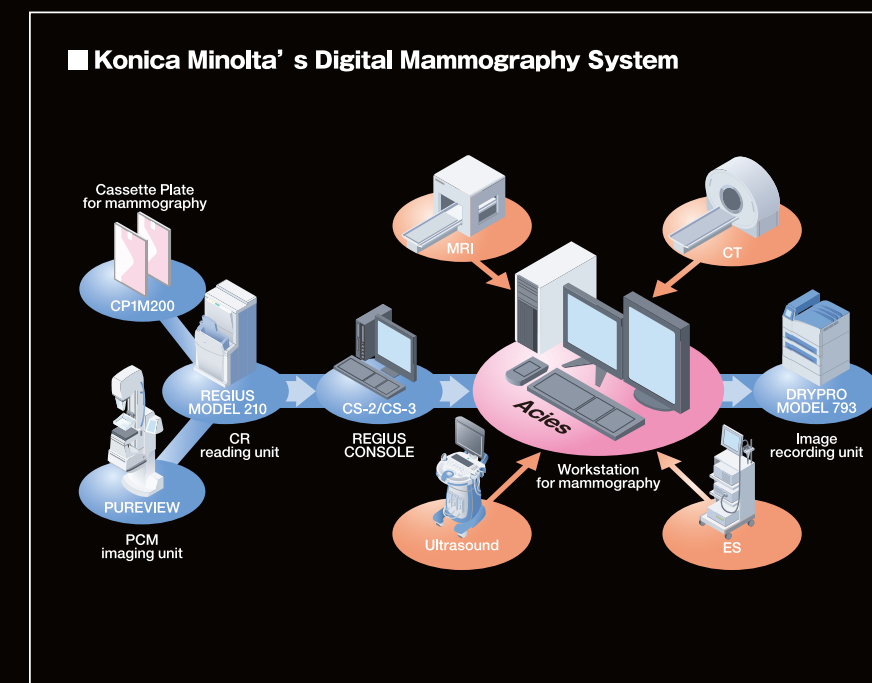 Konica Minolta’ s Digital Mammography System
Cassette Plate
for mammography
CP1M200
MRI
CT
REGIUS
MODEL 210
CR
reading unit
CS-2/CS-3
REGIUS
CONSOLE
Acies
Workstation
for mammography
DRYPRO
MODEL 793
Image
recording unit
PUREVIEW
PCM
imaging unit
Ultrasound
ES